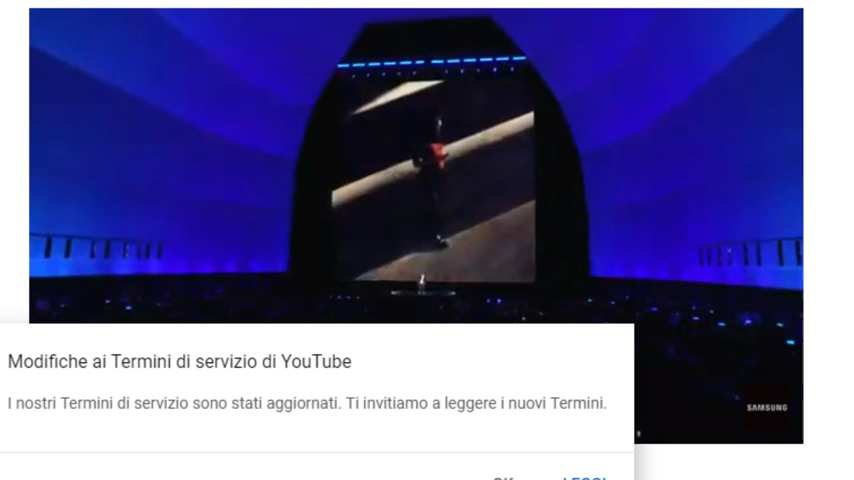 SAMSUNG
Modifiche ai Termini di servizio di YouTube
I nostri Termini di servizio sono stati aggiornati. Ti invitiamo a leggere i nuovi Termini.